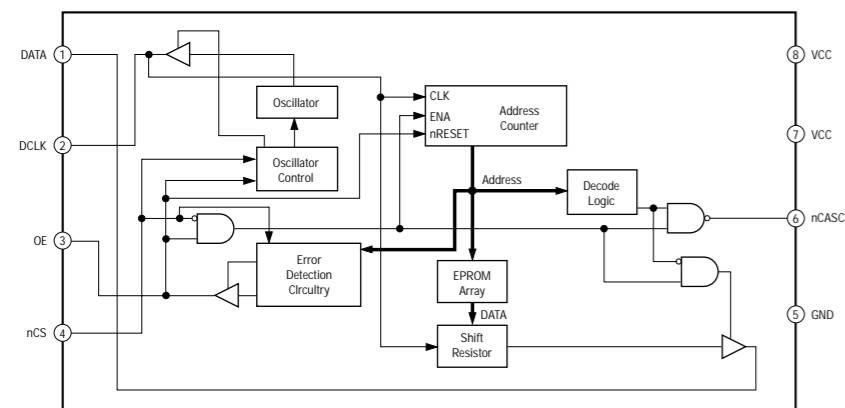 DATA 1
8 VCC
CLK
Oscillator
ENA
Address
Counter
nRESET
7 VCC
DCLK 2
Oscillator
Control
Address
Decode
Logic
6 nCASC
OE 3
Error
Detection
CIrcuitry
EPROM
Array
DATA
5 GND
nCS 4
Shift
Resistor